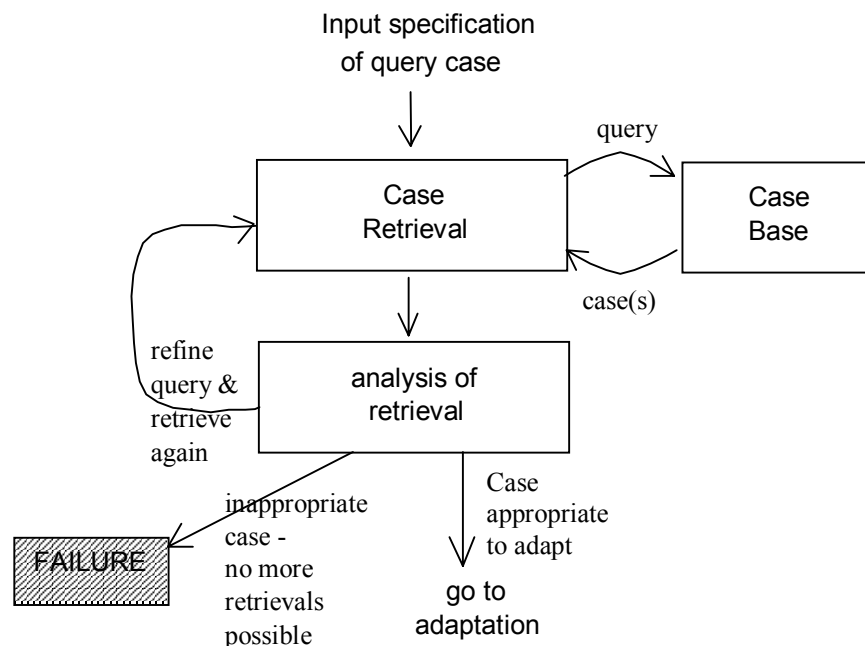 Input specification
of query case
query
Case
Retrieval
Case
Base
case(s)
refine
query &
retrieve
again
analysis of
retrieval
inappropriate
case -
no more
retrievals
possible
Case
appropriate
to adapt
FAILURE
go to
adaptation